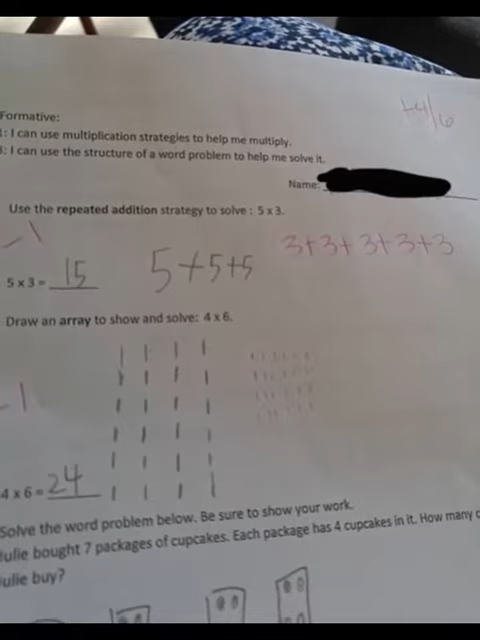 +4/6
Formative:
: I can use multiplication strategies to help me multiply.
: I can use the structure of a word problem to help me solve it.
Name:
Use the repeated addition strategy to solve : 5 x 3.
-1
3+3+3+3+3
5 x 3 = 15 5+5+5
Draw an array to show and solve: 4 x 6.
-1
4 x 6 = 24
Solve the word problem below. Be sure to show your work.
Julie bought 7 packages of cupcakes. Each package has 4 cupcakes in it. How many
Julie buy?